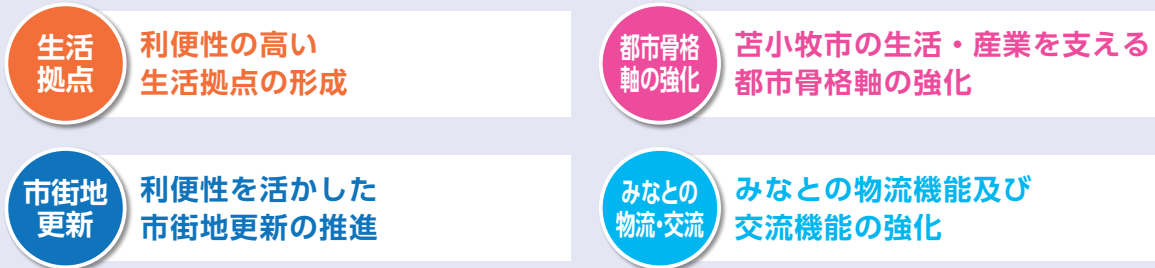 生活
拠点
利便性の高い
生活拠点の形成
都市骨格
軸の強化
苫小牧市の生活・産業を支える
都市骨格軸の強化
市街地
更新
利便性を活かした
市街地更新の推進
みなとの
物流・交流
みなとの物流機能及び
交流機能の強化